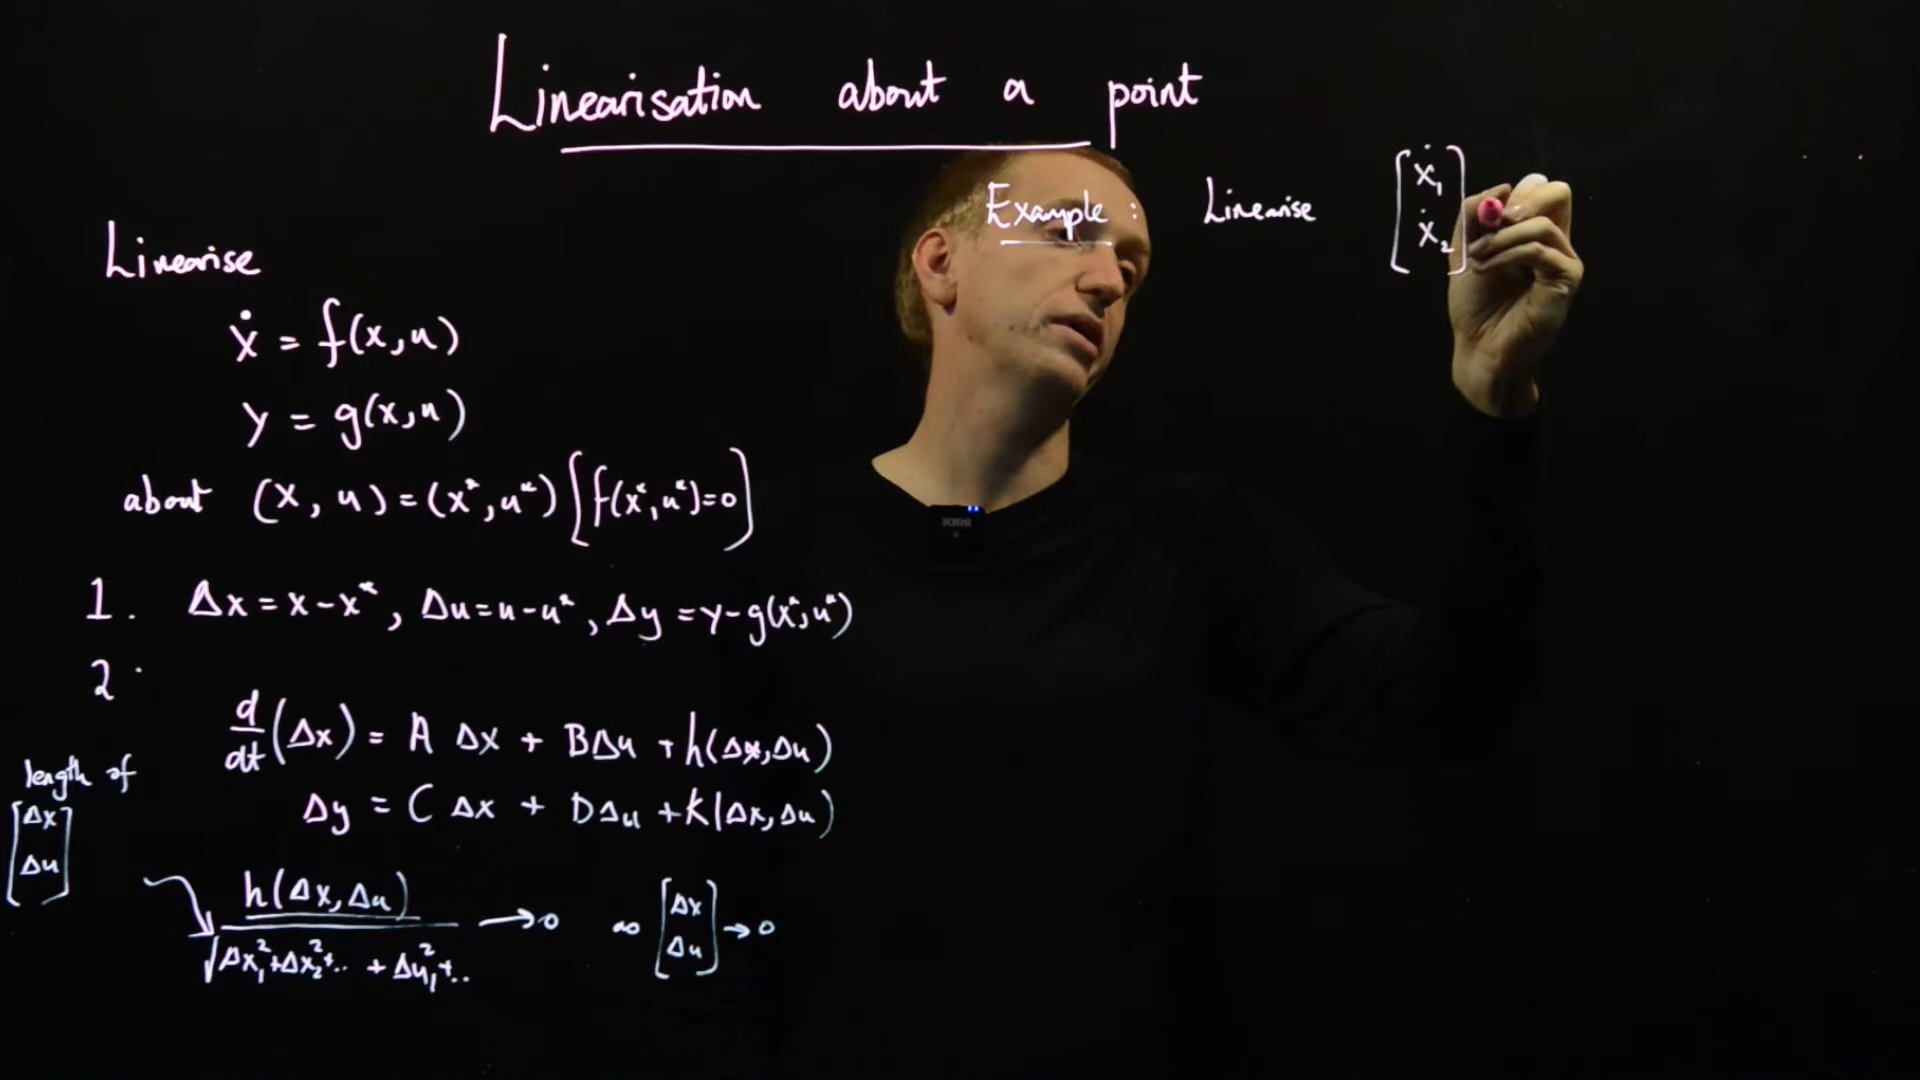 Linearisation about a point
Linearise
ẋ = f(x,u)
y = g(x,u)
about (x, u) = (x*, u*) [f(x*, u*)=0]
1. Δx = x - x*, Δu = u - u*, Δy = y - g(x*, u*)
2.
d/dt (Δx) = A Δx + BΔu + h(Δx, Δu)
Δy = C Δx + DΔu + k(Δx, Δu)
length of
[Δx
Δu]
h(Δx, Δu) / √Δx₁²+Δx₂²+.. + Δu₁²+.. → 0 as [Δx Δu] → 0
Example: Linearise [ẋ₁ ẋ₂]
RODE